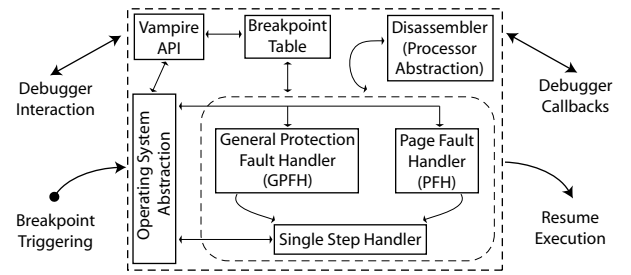 Vampire
API
Breakpoint
Table
Disassembler
(Processor
Abstraction)
Debugger
Interaction
Debugger
Callbacks
Operating System
Abstraction
General Protection
Fault Handler
(GPFH)
Page Fault
Handler
(PFH)
Breakpoint
Triggering
Single Step Handler
Resume
Execution